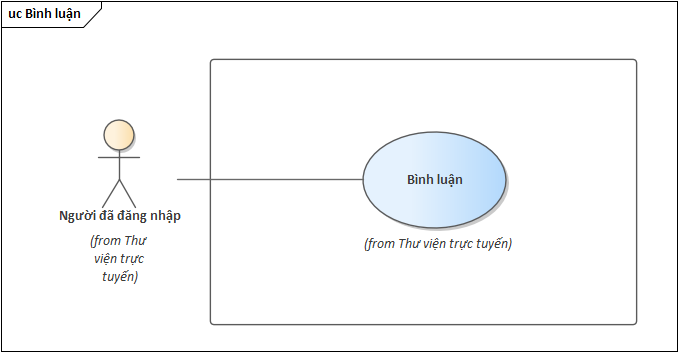 uc Bình luận
Bình luận
(from Thư viện trực tuyến)
Người đã đăng nhập
(from Thư
viện trực
tuyến)